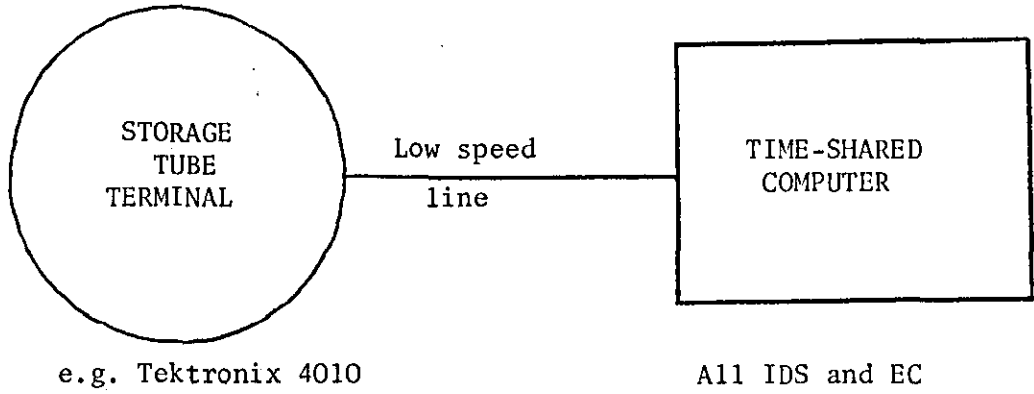 STORAGE
TUBE
TERMINAL
Low speed
line
TIME-SHARED
COMPUTER
e.g. Tektronix 4010
All IDS and EC